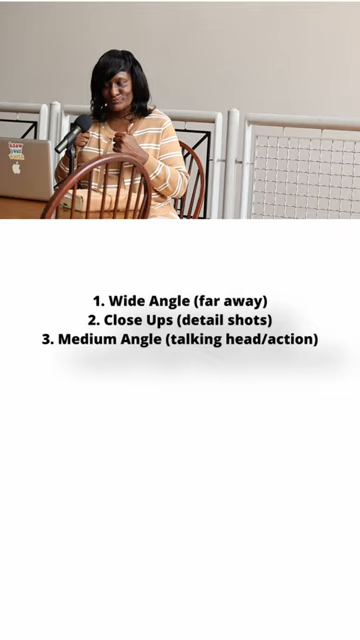 1. Wide Angle (far away)
2. Close Ups (detail shots)
3. Medium Angle (talking head/action)